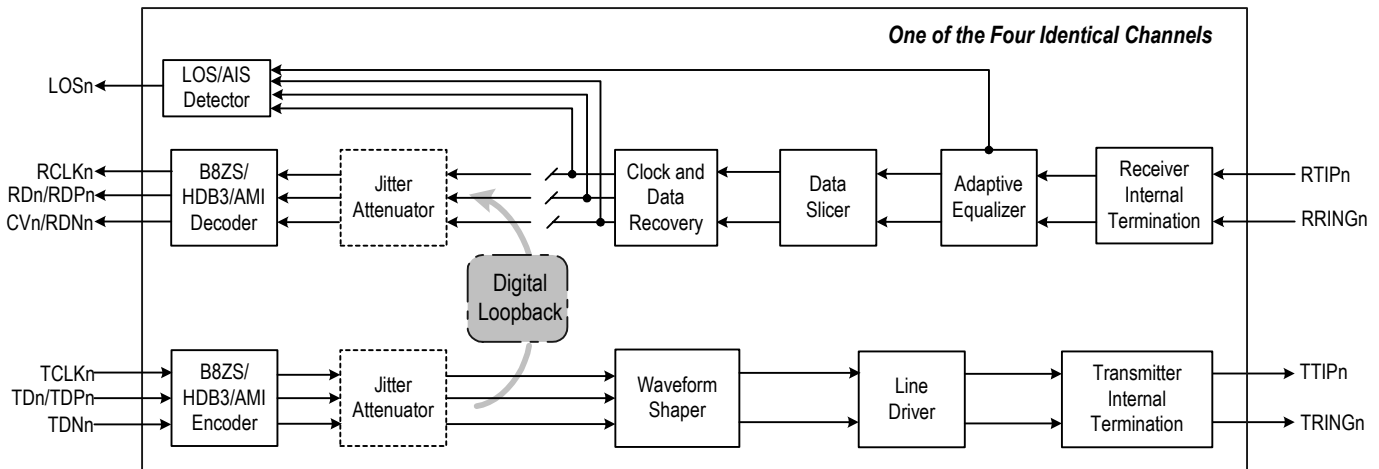 One of the Four Identical Channels
LOSn
LOS/AIS
Detector
RCLKn
RDn/RDPn
CVn/RDNn
B8ZS/
HDB3/AMI
Decoder
Jitter
Attenuator
Clock and
Data
Recovery
Data
Slicer
Adaptive
Equalizer
Receiver
Internal
Termination
RTIPn
RRINGn
Digital
Loopback
TCLKn
TDn/TDPn
TDNn
B8ZS/
HDB3/AMI
Encoder
Jitter
Attenuator
Waveform
Shaper
Line
Driver
Transmitter
Internal
Termination
TTIPn
TRINGn